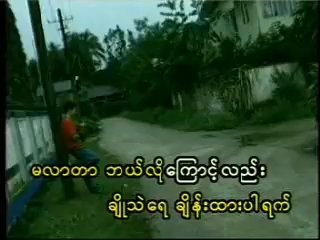 မလာတာ ဘယ်လိုကြောင့်လည်း
ချိုသဲရေ ချိန်းထားပါရက်